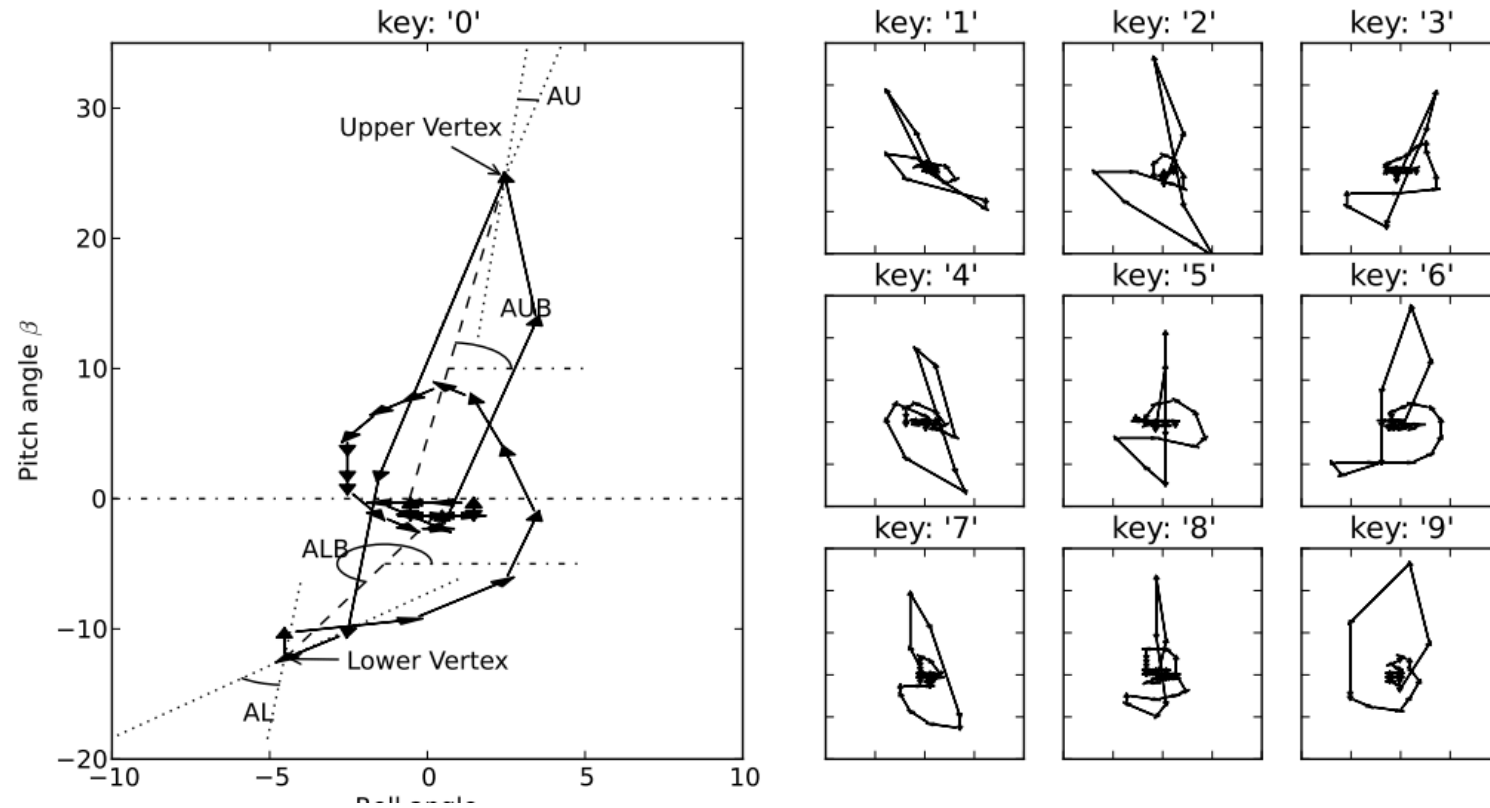 key: '0'
key: '1'
key: '2'
key: '3'
30
AU
Upper Vertex
20
AUB
key: '4'
key: '5'
key: '6'
Pitch angle β
10
0
ALB
key: '7'
key: '8'
key: '9'
−10
Lower Vertex
AL
−20
−10
−5
0
5
10
Roll angle